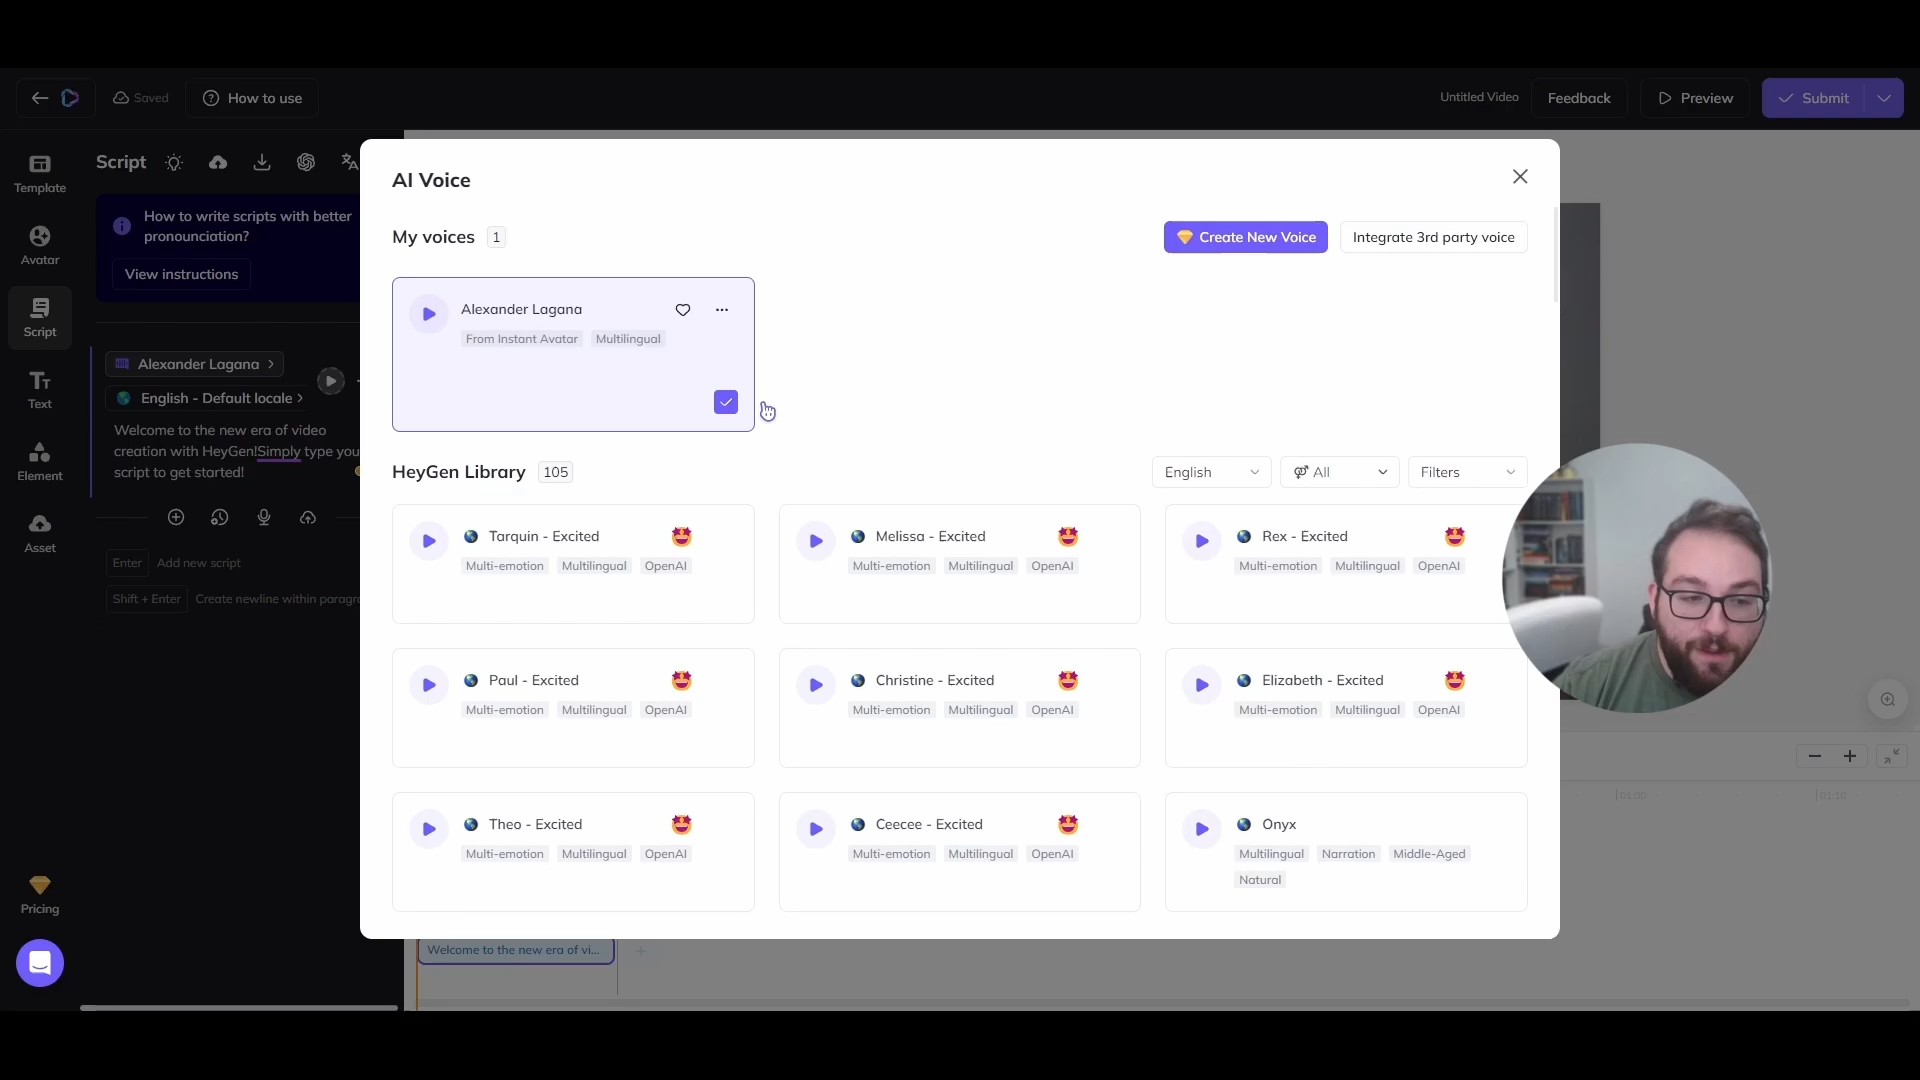 Saved
How to use
Untitled Video
Feedback
Preview
Submit
Template
Avatar
Script
Text
Element
Asset
Pricing
Script
How to write scripts with better
pronounciation?
View instructions
Alexander Lagana
English - Default locale
Welcome to the new era of video
creation with HeyGen!Simply type you
script to get started!
Enter Add new script
Shift + Enter Create newline within paragra
AI Voice
My voices 1
Create New Voice
Integrate 3rd party voice
Alexander Lagana
From Instant Avatar Multilingual
HeyGen Library 105
English
All
Filters
Tarquin - Excited
Multi-emotion Multilingual OpenAI
Melissa - Excited
Multi-emotion Multilingual OpenAI
Rex - Excited
Multi-emotion Multilingual OpenAI
Paul - Excited
Multi-emotion Multilingual OpenAI
Christine - Excited
Multi-emotion Multilingual OpenAI
Elizabeth - Excited
Multi-emotion Multilingual OpenAI
Theo - Excited
Multi-emotion Multilingual OpenAI
Ceecee - Excited
Multi-emotion Multilingual OpenAI
Onyx
Multilingual Narration Middle-Aged
Natural
01:00
01:10
Welcome to the new era of vi...